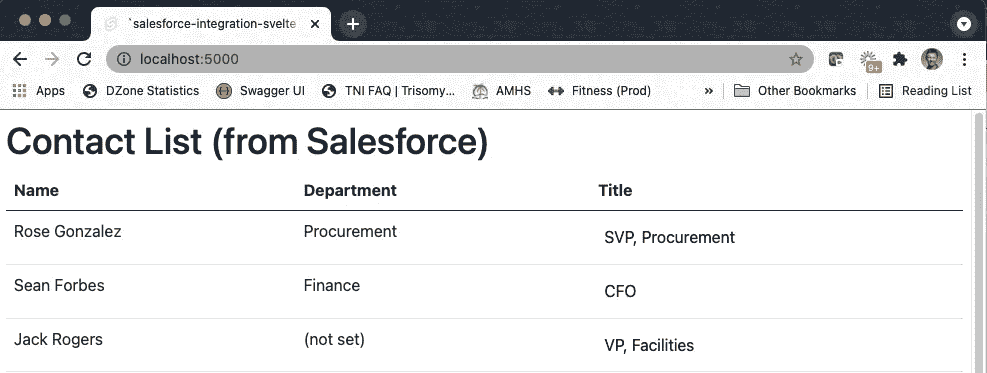 `salesforce-integration-svelte
localhost:5000
9+
Apps DZone Statistics Swagger UI TNI FAQ | Trisomy... AMHS Fitness (Prod) » Other Bookmarks Reading List
Contact List (from Salesforce)
Name Department Title
Rose Gonzalez Procurement SVP, Procurement
Sean Forbes Finance CFO
Jack Rogers (not set) VP, Facilities